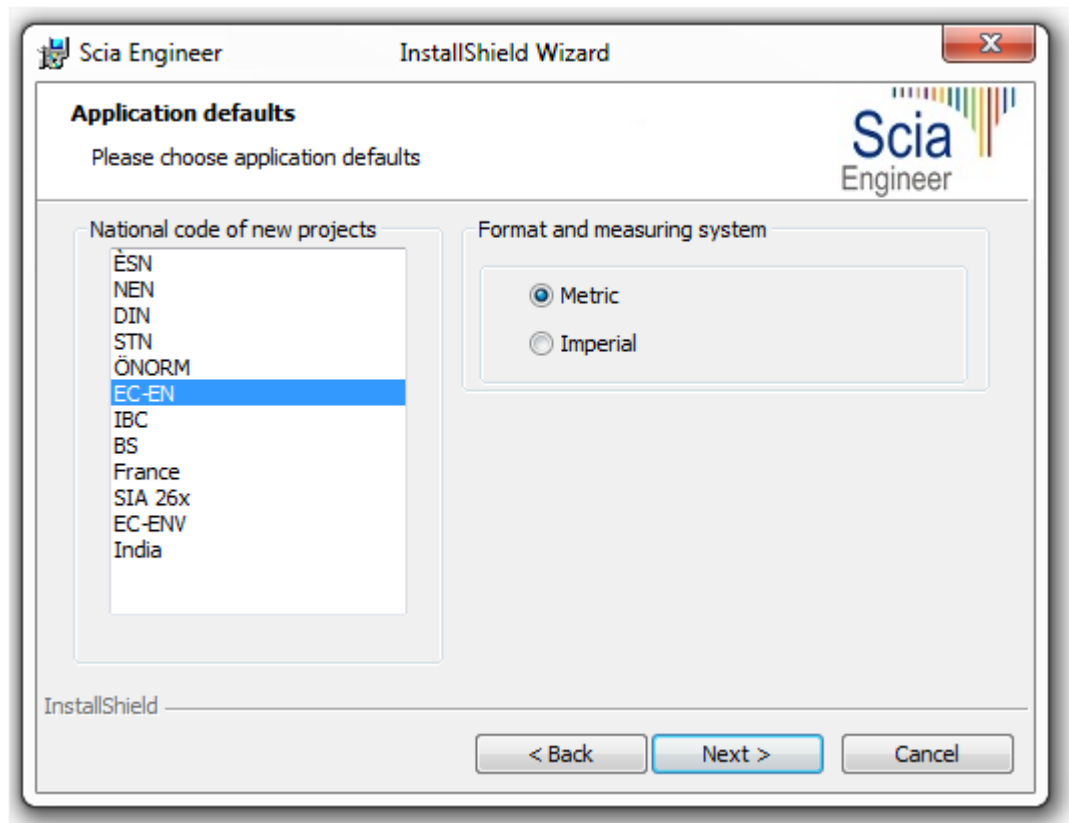 Scia Engineer InstallShield Wizard
Application defaults
Please choose application defaults
Scia
Engineer
National code of new projects
ÈSN
NEN
DIN
STN
ÖNORM
EC-EN
IBC
BS
France
SIA 26x
EC-ENV
India
Format and measuring system
Metric
Imperial
InstallShield
< Back Next > Cancel